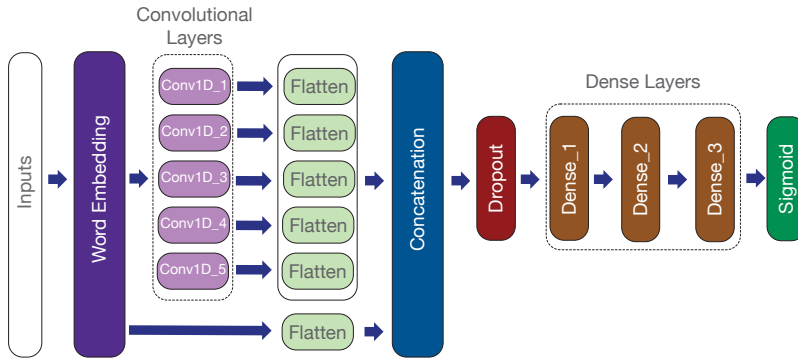 Convolutional
Layers
Inputs
Word Embedding
Conv1D_1
Conv1D_2
Conv1D_3
Conv1D_4
Conv1D_5
Flatten
Flatten
Flatten
Flatten
Flatten
Flatten
Concatenation
Dropout
Dense Layers
Dense_1
Dense_2
Dense_3
Sigmoid